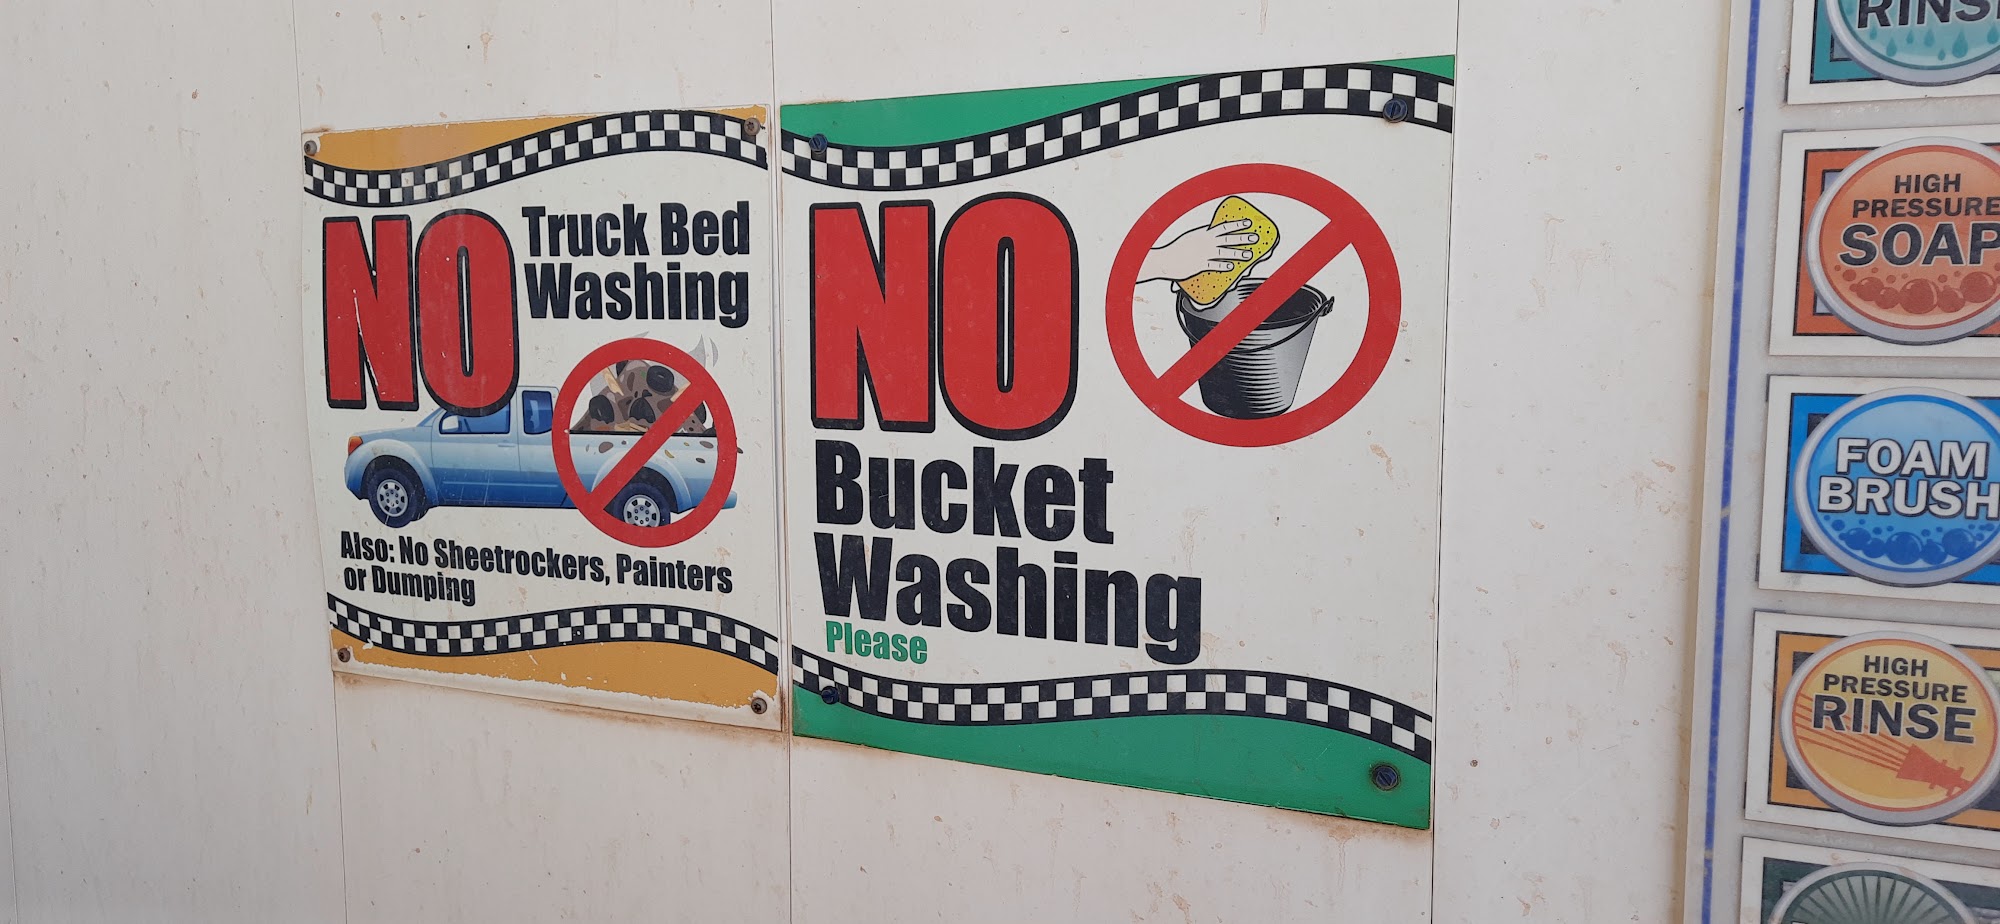 NO Truck Bed
Washing
Also: No Sheetrockers, Painters
or Dumping
NO
Bucket
Washing
Please
HIGH
PRESSURE
SOAP
FOAM
BRUSH
HIGH
PRESSURE
RINSE